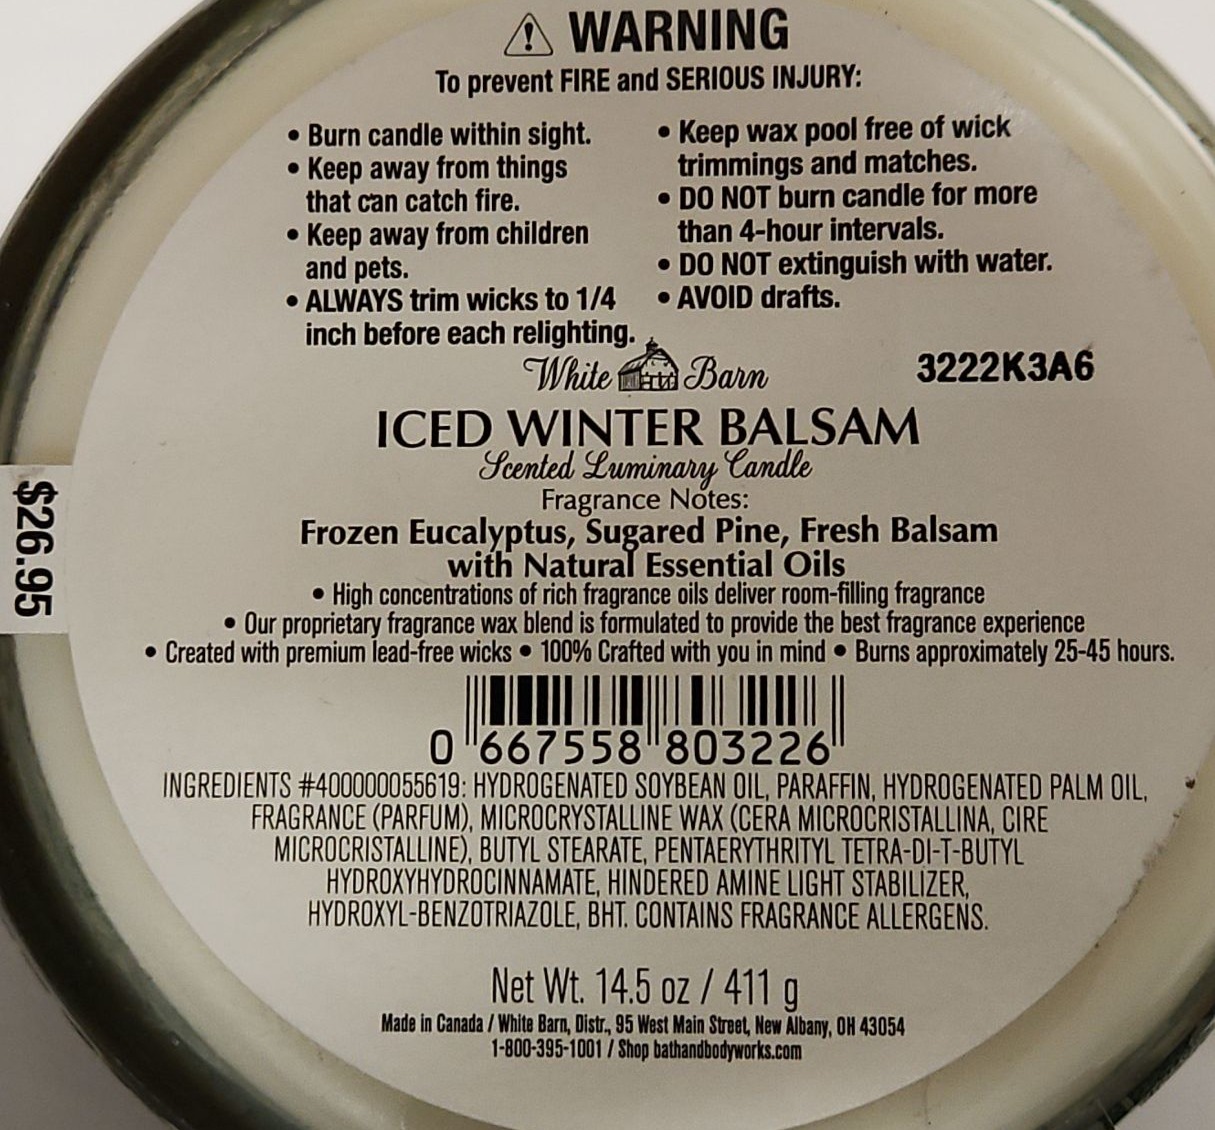 WARNING
To prevent FIRE and SERIOUS INJURY:
• Burn candle within sight.
• Keep away from things
that can catch fire.
• Keep away from children
and pets.
• ALWAYS trim wicks to 1/4
inch before each relighting.
• Keep wax pool free of wick
trimmings and matches.
• DO NOT burn candle for more
than 4-hour intervals.
• DO NOT extinguish with water.
• AVOID drafts.
White Barn
3222K3A6
ICED WINTER BALSAM
Scented Luminary Candle
Fragrance Notes:
Frozen Eucalyptus, Sugared Pine, Fresh Balsam
with Natural Essential Oils
• High concentrations of rich fragrance oils deliver room-filling fragrance
• Our proprietary fragrance wax blend is formulated to provide the best fragrance experience
• Created with premium lead-free wicks • 100% Crafted with you in mind • Burns approximately 25-45 hours.
$26.95
0 667558 803226
INGREDIENTS #400000055619: HYDROGENATED SOYBEAN OIL, PARAFFIN, HYDROGENATED PALM OIL,
FRAGRANCE (PARFUM), MICROCRYSTALLINE WAX (CERA MICROCRISTALLINA, CIRE
MICROCRISTALLINE), BUTYL STEARATE, PENTAERYTHRITYL TETRA-DI-T-BUTYL
HYDROXYHYDROCINNAMATE, HINDERED AMINE LIGHT STABILIZER,
HYDROXYL-BENZOTRIAZOLE, BHT. CONTAINS FRAGRANCE ALLERGENS.
Net Wt. 14.5 oz / 411 g
Made in Canada / White Barn, Distr., 95 West Main Street, New Albany, OH 43054
1-800-395-1001 / Shop bathandbodyworks.com